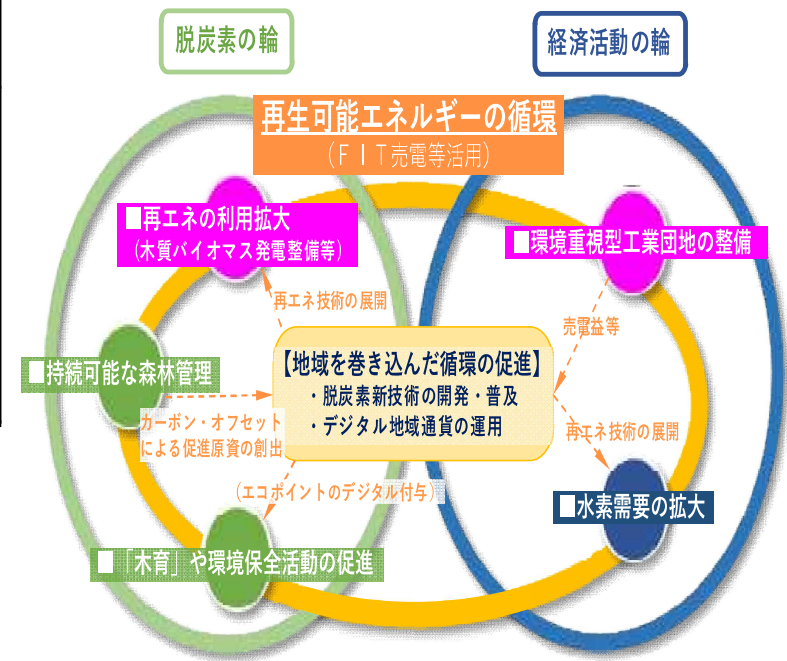 脱炭素の輪
経済活動の輪
再生可能エネルギーの循環
（ＦＩＴ売電等活用）
■再エネの利用拡大
（木質バイオマス発電整備等）
■環境重視型工業団地の整備
再エネ技術の展開
売電益等
【地域を巻き込んだ循環の促進】
・脱炭素新技術の開発・普及
・デジタル地域通貨の運用
■持続可能な森林管理
カーボン・オフセット
による促進原資の創出
再エネ技術の展開
（エコポイントのデジタル付与）
■水素需要の拡大
■「木育」や環境保全活動の促進